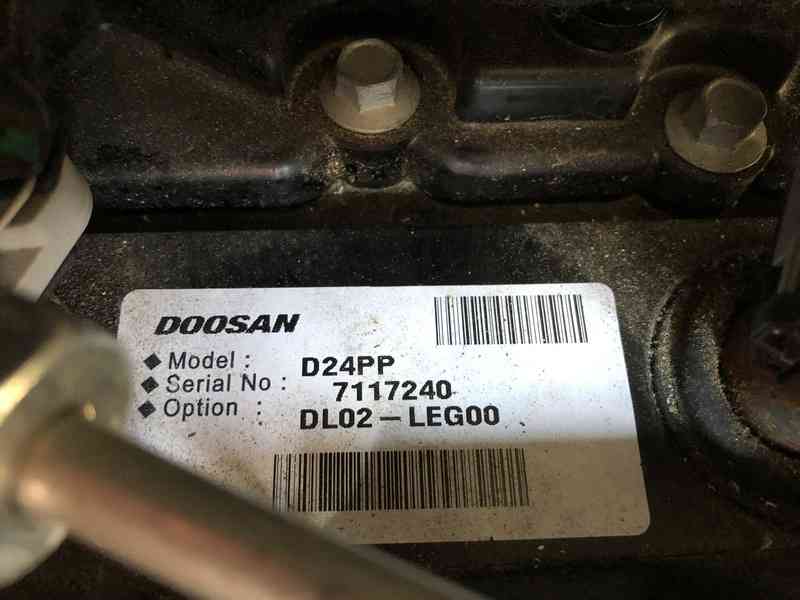 DOOSAN
◆ Model : D24PP
◆ Serial No : 7117240
◆ Option : DL02-LEG00